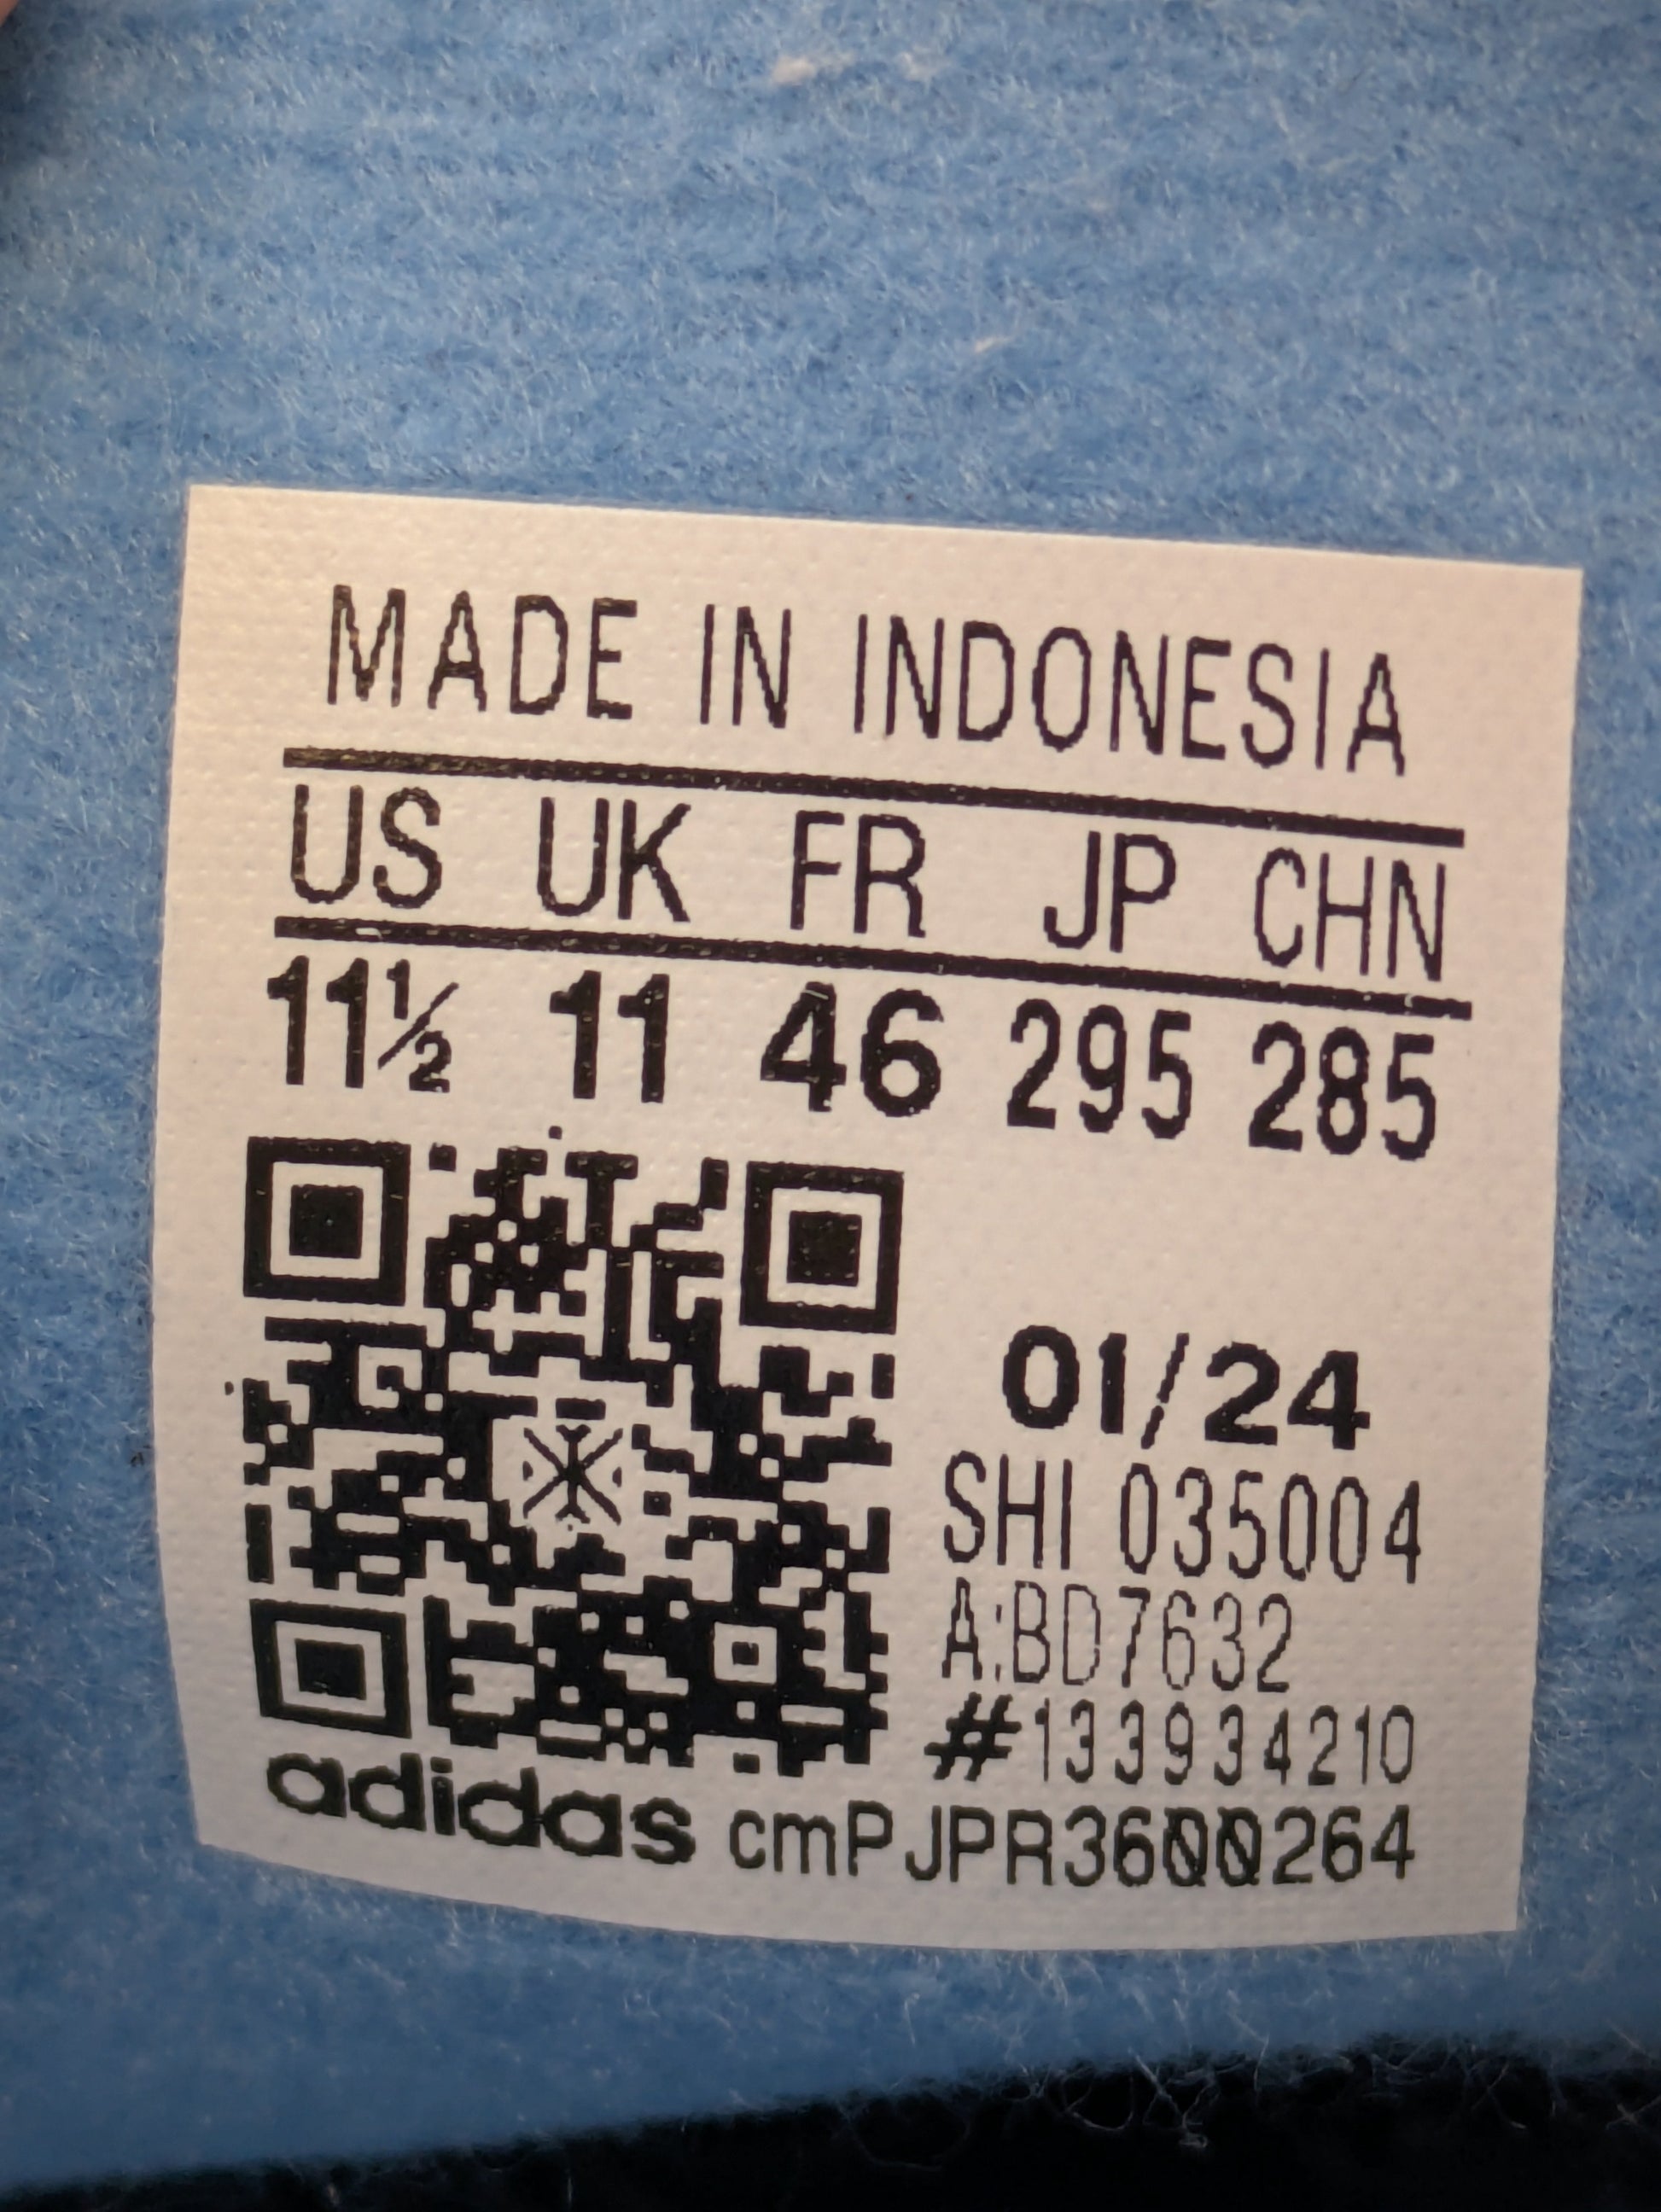 MADE IN INDONESIA
US UK FR JP CHN
11½ 11 46 295 285
01/24
SHI 035004
A:BD7632
#133934210
adidas cmPJPR3600264